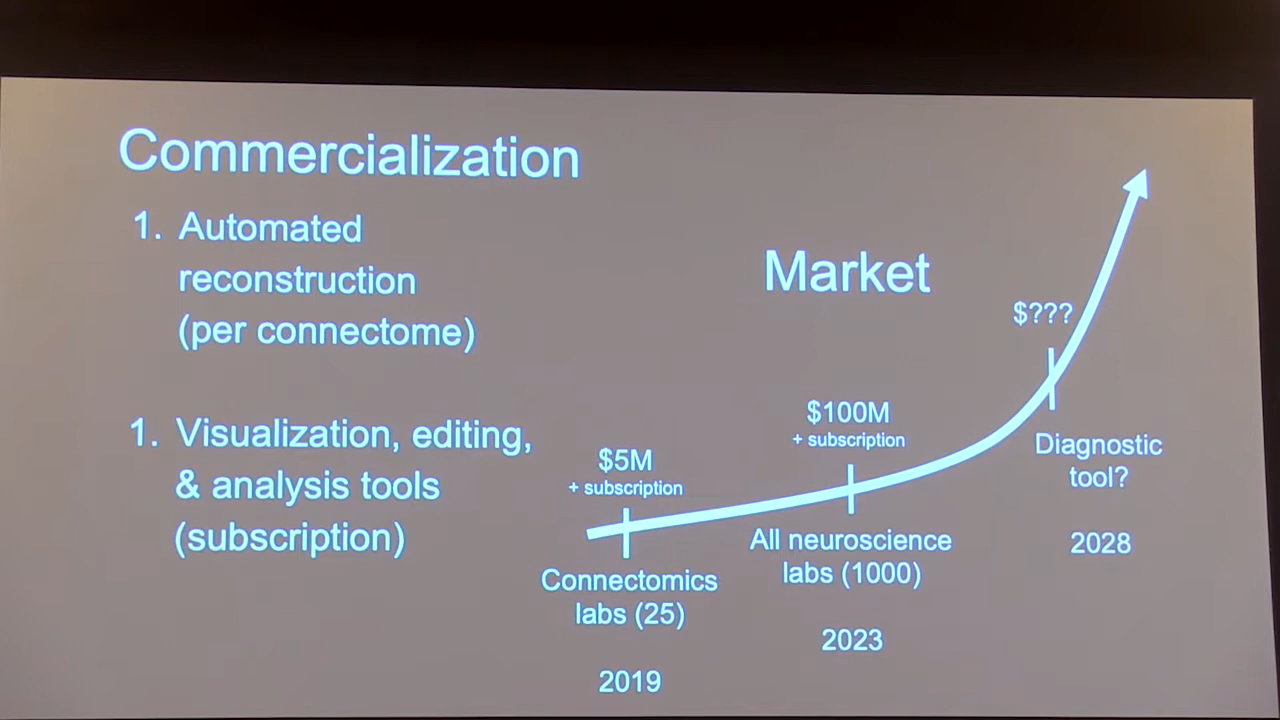 Commercialization
1. Automated
reconstruction
(per connectome)
1. Visualization, editing,
& analysis tools
(subscription)
Market
$5M
+ subscription
Connectomics
labs (25)
2019
$100M
+ subscription
All neuroscience
labs (1000)
2023
$???
Diagnostic
tool?
2028